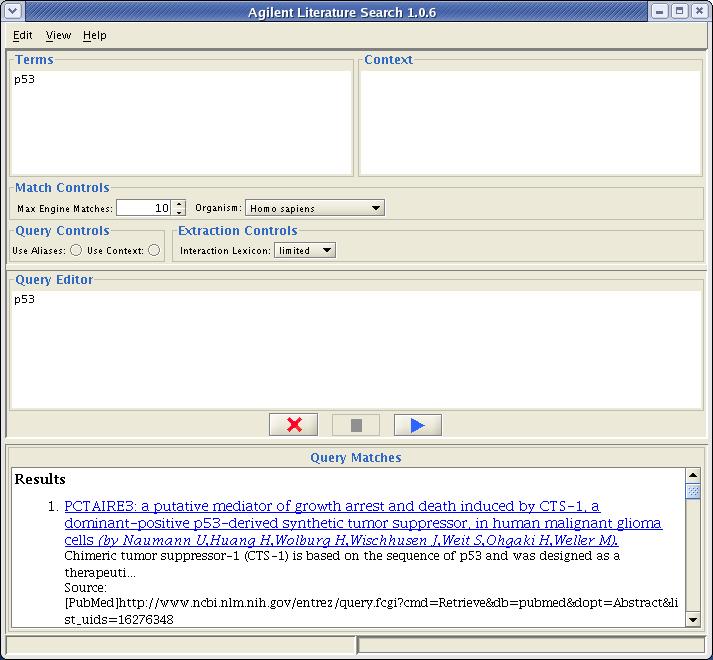 Agilent Literature Search 1.0.6
Edit View Help
Terms
p53
Context
Match Controls
Max Engine Matches: 10 Organism: Homo sapiens
Query Controls
Use Aliases: Use Context:
Extraction Controls
Interaction Lexicon: limited
Query Editor
p53
Query Matches
Results
1. PCTAIRE3: a putative mediator of growth arrest and death induced by CTS-1, a
dominant-positive p53-derived synthetic tumor suppressor, in human malignant glioma
cells (by Naumann U,Huang H,Wolburg H,Wischhusen J,Weit S,Ohgaki H,Weller M).
Chimeric tumor suppressor-1 (CTS-1) is based on the sequence of p53 and was designed as a
therapeuti...
Source:
[PubMed]http://www.ncbi.nlm.nih.gov/entrez/query.fcgi?cmd=Retrieve&db=pubmed&dopt=Abstract&li
st_uids=16276348